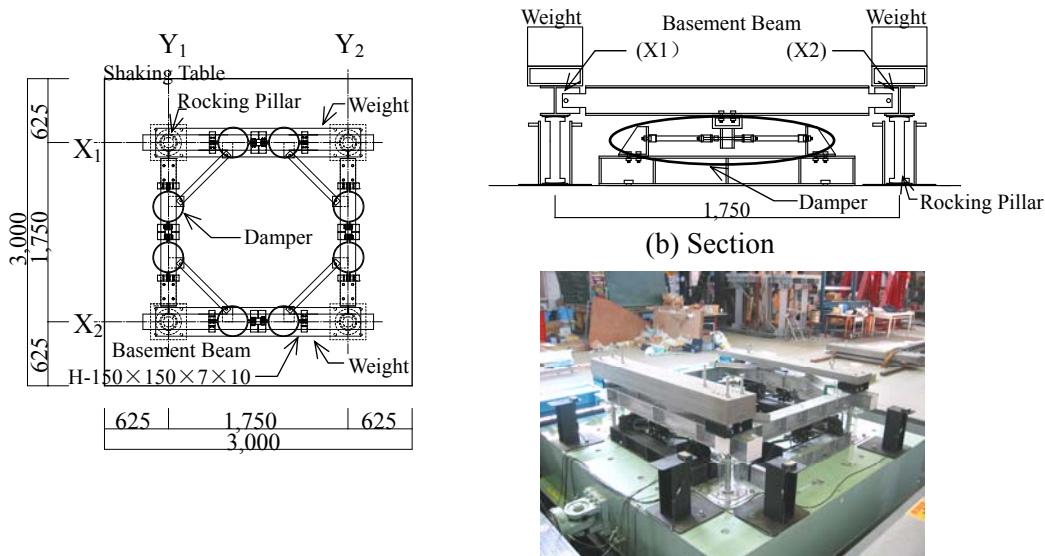 Y1
Y2
Shaking Table
Rocking Pillar
Weight
X1
Damper
X2
Basement Beam
Weight
H-150×150×7×10
625
1,750
625
3,000
625
1,750
625
3,000
Weight
Basement Beam
Weight
(X1)
(X2)
Damper
Rocking Pillar
1,750
(b) Section